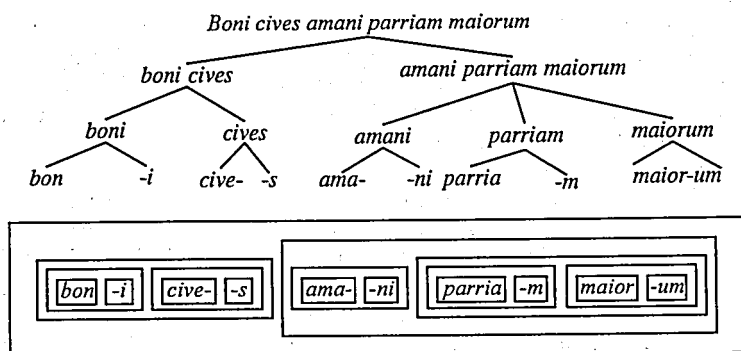 Boni cives amani parriam maiorum
boni cives amani parriam maiorum
boni cives amani parriam maiorum
bon -i cive- -s ama- -ni parria -m maior-um
bon -i cive- -s ama- -ni parria -m maior -um